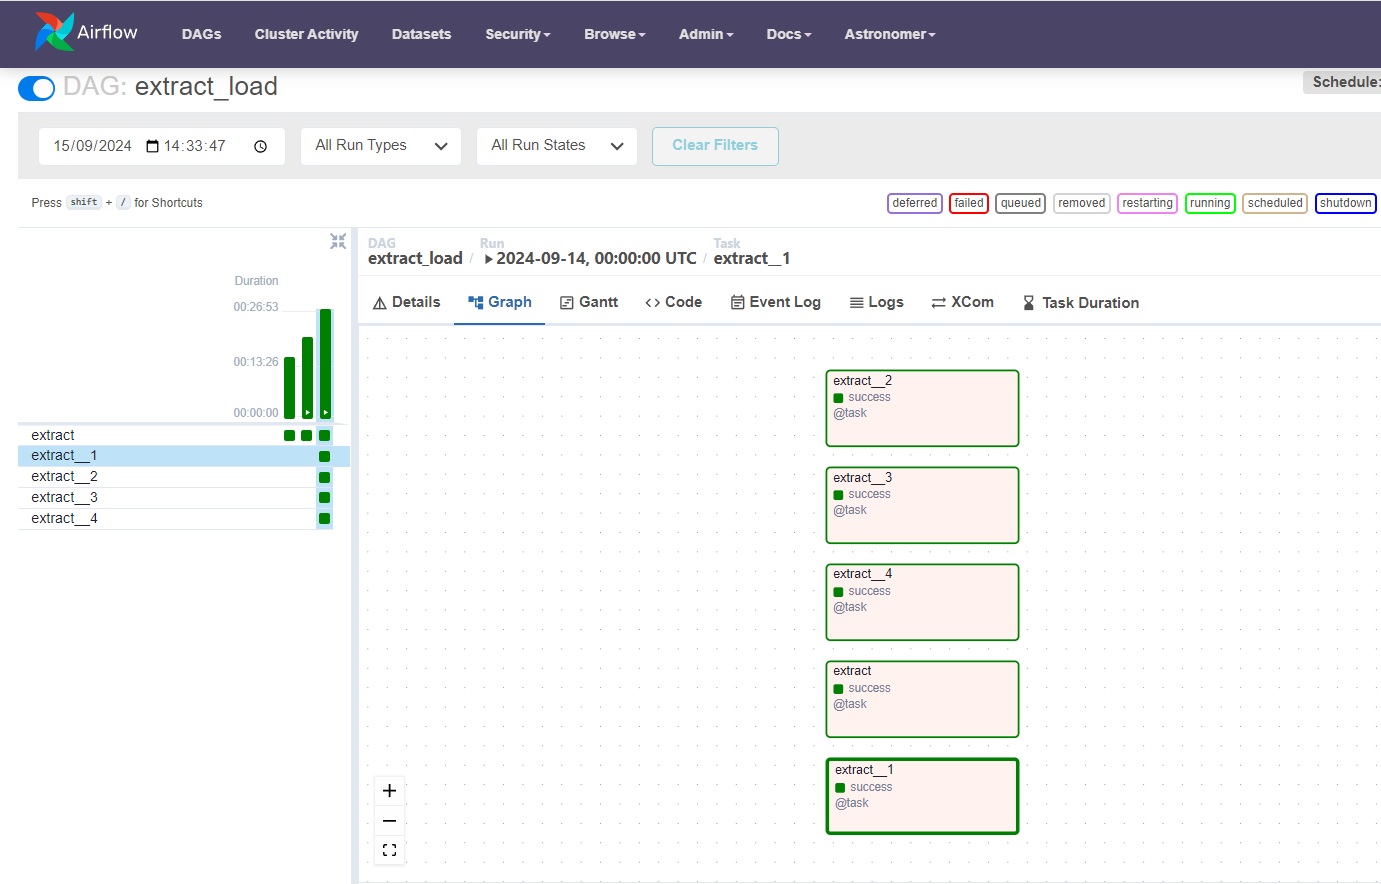 Airflow DAGs Cluster Activity Datasets Security Browse Admin Docs Astronomer
DAG: extract_load
Schedule:
15/09/2024 14:33:47 All Run Types All Run States Clear Filters
Press shift + / for Shortcuts
deferred failed queued removed restarting running scheduled shutdown
DAG Run Task
extract_load / 2024-09-14, 00:00:00 UTC / extract__1
Details Graph Gantt Code Event Log Logs XCom Task Duration
Duration
00:26:53
00:13:26
00:00:00
extract
extract__1
extract__2
extract__3
extract__4
extract__2
success
@task
extract__3
success
@task
extract__4
success
@task
extract
success
@task
extract__1
success
@task